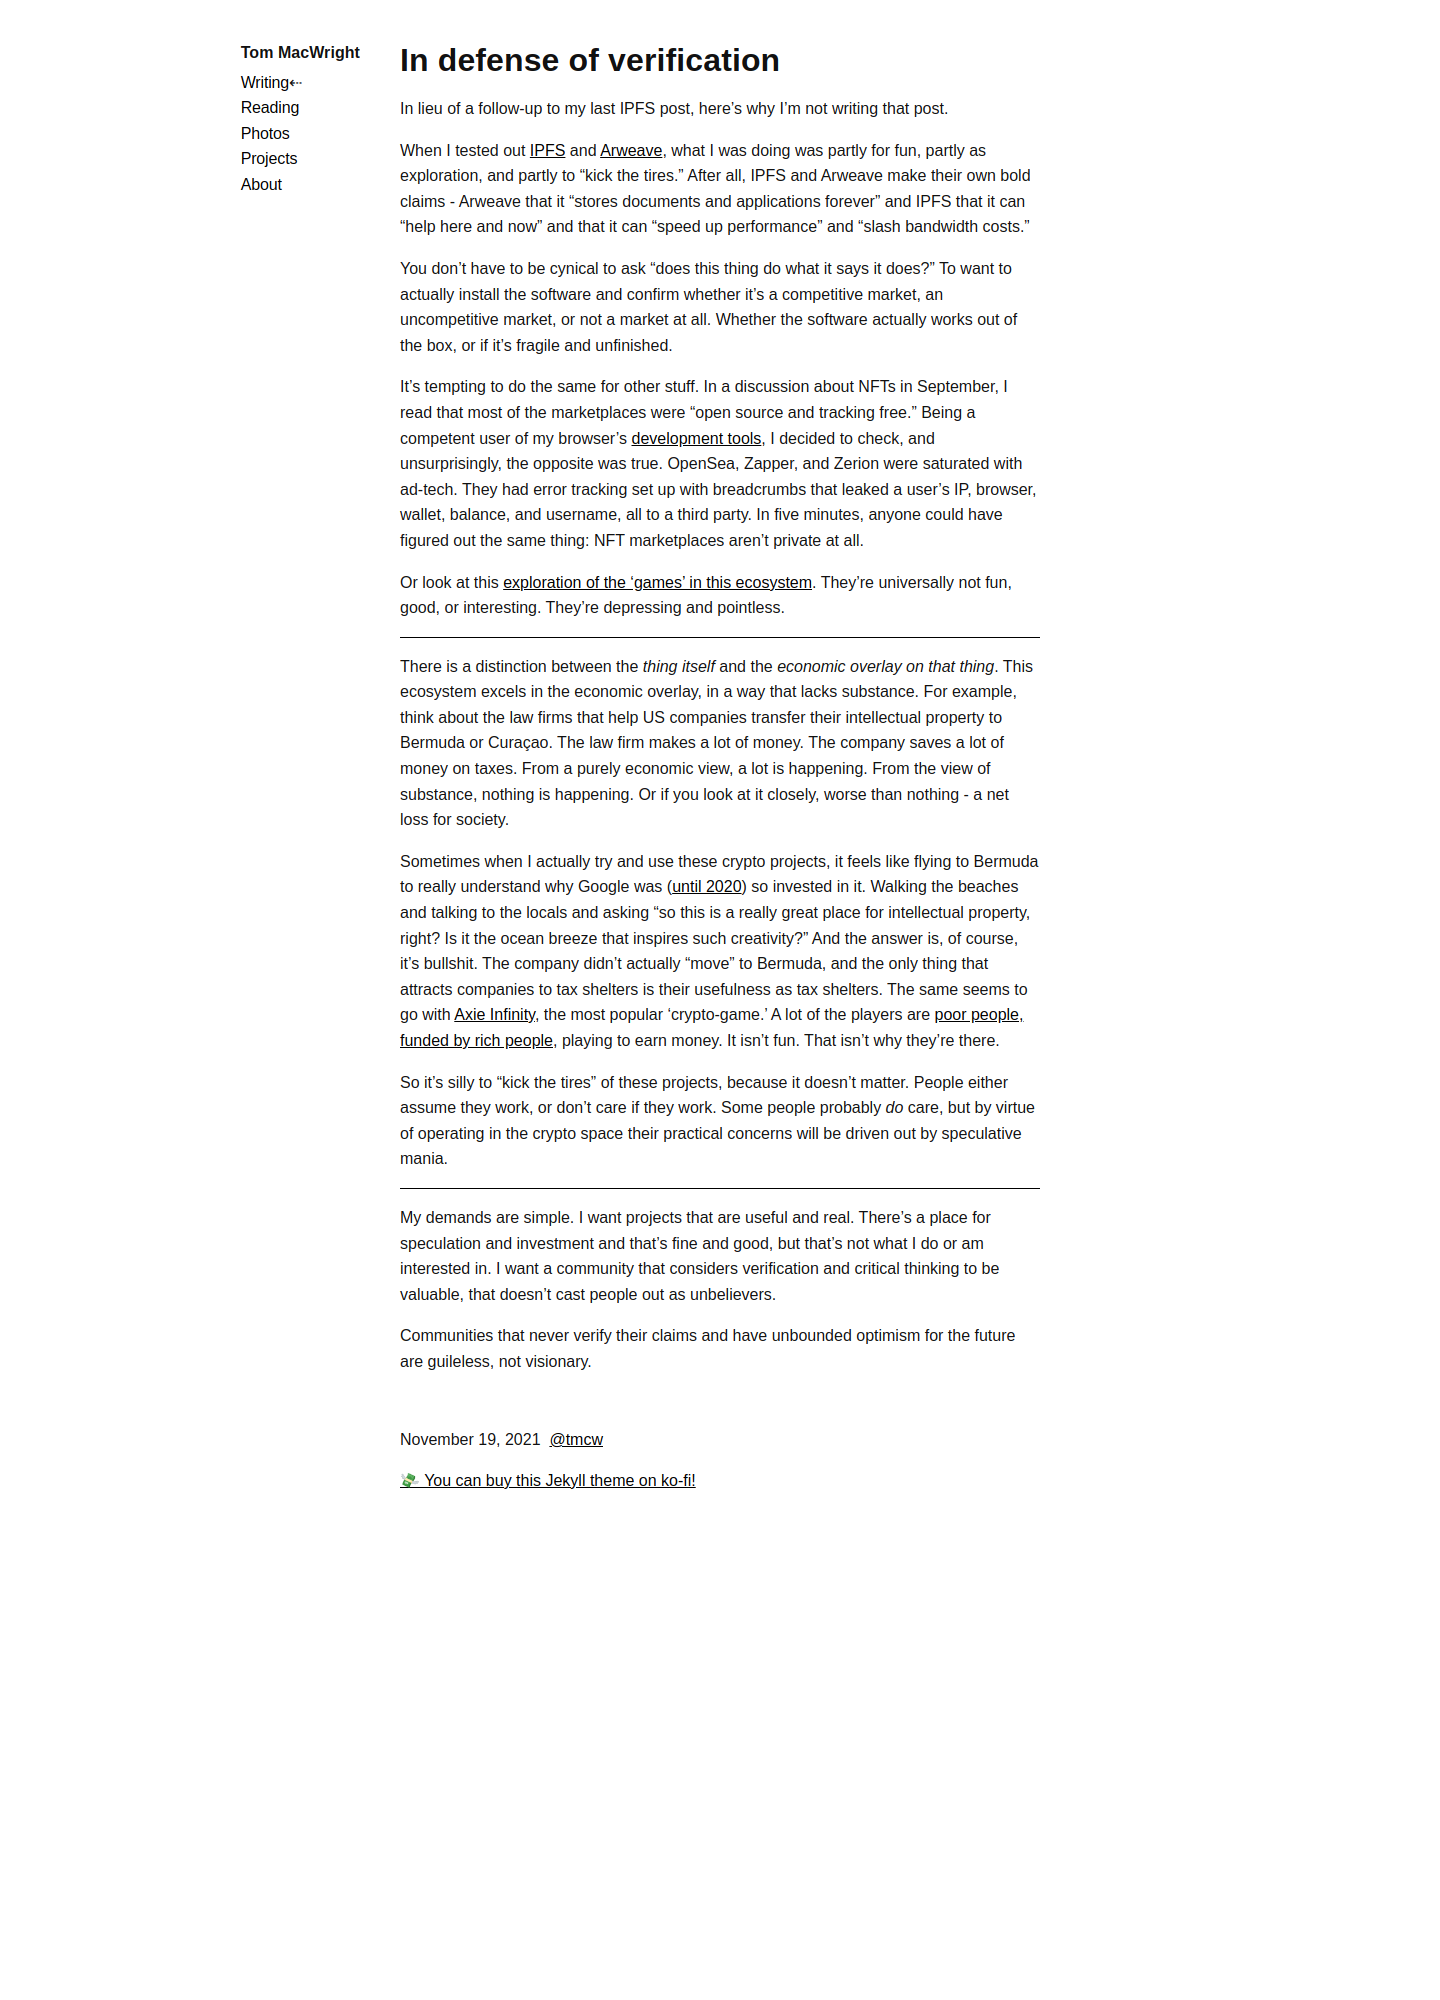 Tom MacWright
Writing⇠
Reading
Photos
Projects
About
In defense of verification
In lieu of a follow-up to my last IPFS post, here’s why I’m not writing that post.
When I tested out IPFS and Arweave, what I was doing was partly for fun, partly as
exploration, and partly to “kick the tires.” After all, IPFS and Arweave make their own bold
claims - Arweave that it “stores documents and applications forever” and IPFS that it can
“help here and now” and that it can “speed up performance” and “slash bandwidth costs.”
You don’t have to be cynical to ask “does this thing do what it says it does?” To want to
actually install the software and confirm whether it’s a competitive market, an
uncompetitive market, or not a market at all. Whether the software actually works out of
the box, or if it’s fragile and unfinished.
It’s tempting to do the same for other stuff. In a discussion about NFTs in September, I
read that most of the marketplaces were “open source and tracking free.” Being a
competent user of my browser’s development tools, I decided to check, and
unsurprisingly, the opposite was true. OpenSea, Zapper, and Zerion were saturated with
ad-tech. They had error tracking set up with breadcrumbs that leaked a user’s IP, browser,
wallet, balance, and username, all to a third party. In five minutes, anyone could have
figured out the same thing: NFT marketplaces aren’t private at all.
Or look at this exploration of the ‘games’ in this ecosystem. They’re universally not fun,
good, or interesting. They’re depressing and pointless.
There is a distinction between the thing itself and the economic overlay on that thing. This
ecosystem excels in the economic overlay, in a way that lacks substance. For example,
think about the law firms that help US companies transfer their intellectual property to
Bermuda or Curaçao. The law firm makes a lot of money. The company saves a lot of
money on taxes. From a purely economic view, a lot is happening. From the view of
substance, nothing is happening. Or if you look at it closely, worse than nothing - a net
loss for society.
Sometimes when I actually try and use these crypto projects, it feels like flying to Bermuda
to really understand why Google was (until 2020) so invested in it. Walking the beaches
and talking to the locals and asking “so this is a really great place for intellectual property,
right? Is it the ocean breeze that inspires such creativity?” And the answer is, of course,
it’s bullshit. The company didn’t actually “move” to Bermuda, and the only thing that
attracts companies to tax shelters is their usefulness as tax shelters. The same seems to
go with Axie Infinity, the most popular ‘crypto-game.’ A lot of the players are poor people,
funded by rich people, playing to earn money. It isn’t fun. That isn’t why they’re there.
So it’s silly to “kick the tires” of these projects, because it doesn’t matter. People either
assume they work, or don’t care if they work. Some people probably do care, but by virtue
of operating in the crypto space their practical concerns will be driven out by speculative
mania.
My demands are simple. I want projects that are useful and real. There’s a place for
speculation and investment and that’s fine and good, but that’s not what I do or am
interested in. I want a community that considers verification and critical thinking to be
valuable, that doesn’t cast people out as unbelievers.
Communities that never verify their claims and have unbounded optimism for the future
are guileless, not visionary.
November 19, 2021 @tmcw
💸 You can buy this Jekyll theme on ko-fi!